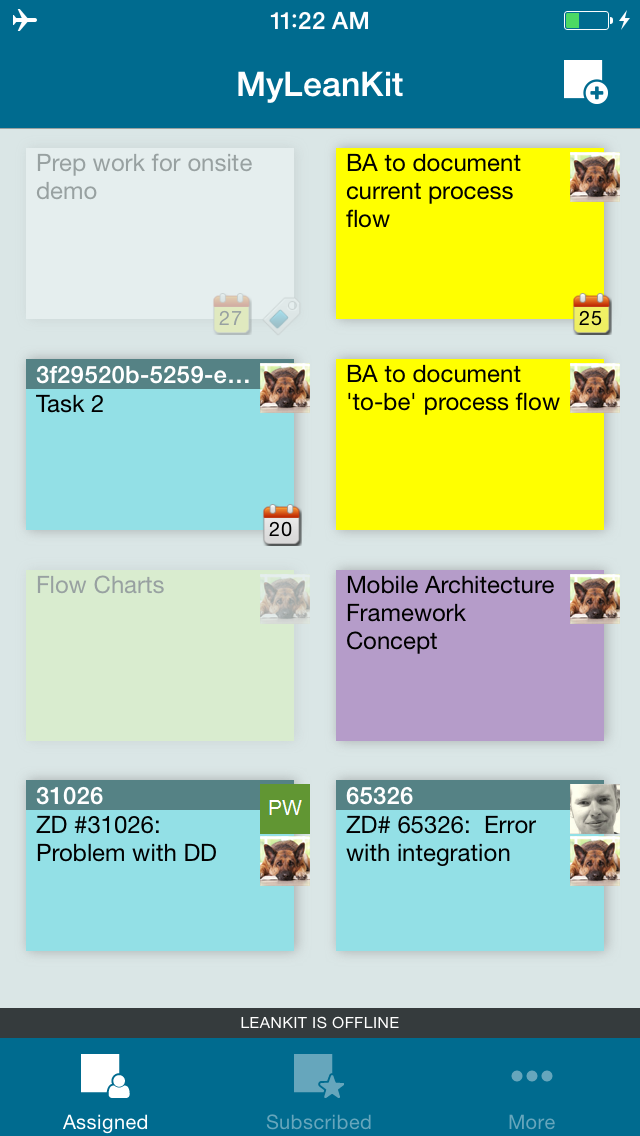 11:22 AM
MyLeanKit
Prep work for onsite
demo
27
BA to document
current process
flow
25
3f29520b-5259-e...
Task 2
20
BA to document
'to-be' process flow
Flow Charts
Mobile Architecture
Framework
Concept
31026
PW
ZD #31026:
Problem with DD
65326
ZD# 65326:  Error
with integration
LEANKIT IS OFFLINE
Assigned
Subscribed
More